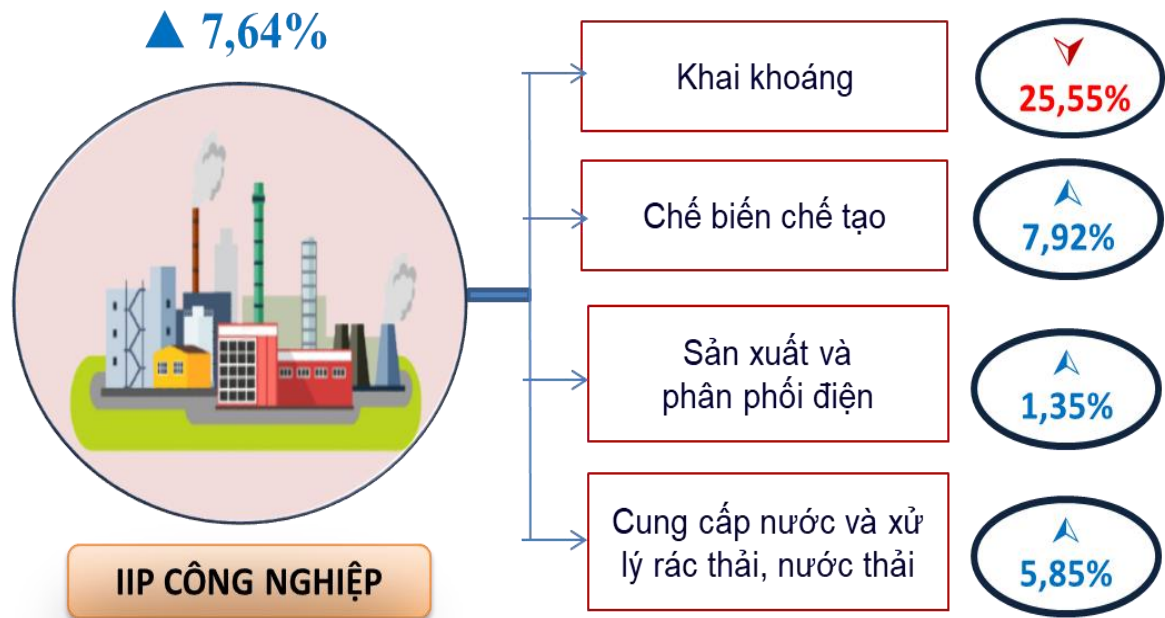 ▲ 7,64%
IIP CÔNG NGHIỆP
Khai khoáng
25,55%
Chế biến chế tạo
7,92%
Sản xuất và
phân phối điện
1,35%
Cung cấp nước và xử
lý rác thải, nước thải
5,85%